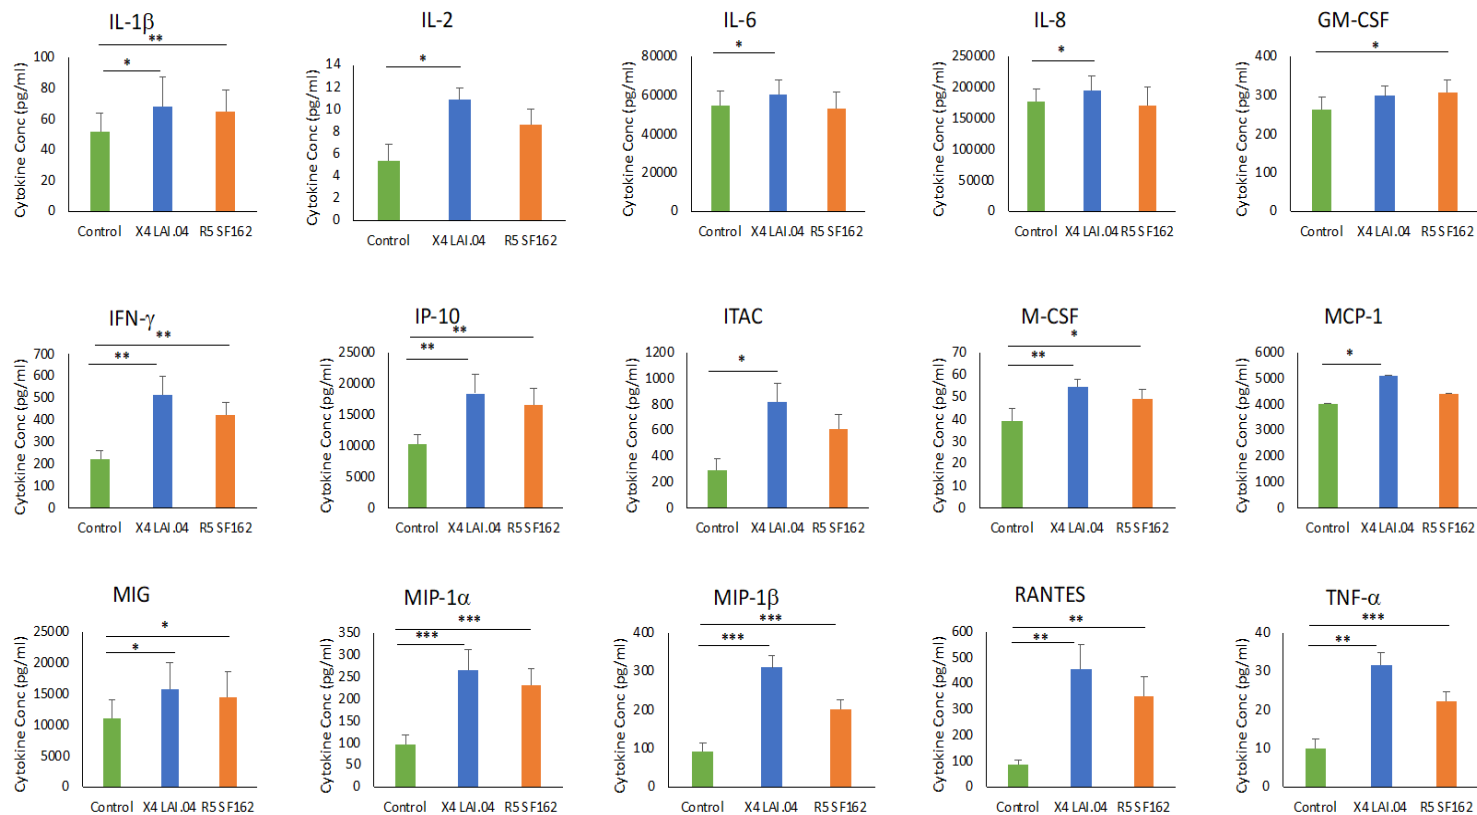 IL-1β
**
*
Cytokine Conc (pg/ml)
100
80
60
40
20
0
Control X4 LAI.04 R5 SF162
IL-2
*
Cytokine Conc (pg/ml)
14
12
10
8
6
4
2
0
Control X4 LAI.04 R5 SF162
IL-6
*
Cytokine Conc (pg/ml)
80000
60000
40000
20000
0
Control X4 LAI.04 R5 SF162
IL-8
*
Cytokine Conc (pg/ml)
250000
200000
150000
100000
50000
0
Control X4 LAI.04 R5 SF162
GM-CSF
*
Cytokine Conc (pg/ml)
400
300
200
100
0
Control X4 LAI.04 R5 SF162
IFN-γ
**
**
Cytokine Conc (pg/ml)
700
600
500
400
300
200
100
0
Control X4 LAI.04 R5 SF162
IP-10
**
**
Cytokine Conc (pg/ml)
25000
20000
15000
10000
5000
0
Control X4 LAI.04 R5 SF162
ITAC
*
Cytokine Conc (pg/ml)
1200
1000
800
600
400
200
0
Control X4 LAI.04 R5 SF162
M-CSF
*
**
Cytokine Conc (pg/ml)
70
60
50
40
30
20
10
0
Control X4 LAI.04 R5 SF162
MCP-1
*
Cytokine Conc (pg/ml)
6000
5000
4000
3000
2000
1000
0
Control X4 LAI.04 R5 SF162
MIG
*
*
Cytokine Conc (pg/ml)
25000
20000
15000
10000
5000
0
Control X4 LAI.04 R5 SF162
MIP-1α
***
***
Cytokine Conc (pg/ml)
350
300
250
200
150
100
50
0
Control X4 LAI.04 R5 SF162
MIP-1β
***
***
Cytokine Conc (pg/ml)
400
300
200
100
0
Control X4 LAI.04 R5 SF162
RANTES
**
**
Cytokine Conc (pg/ml)
600
500
400
300
200
100
0
Control X4 LAI.04 R5 SF162
TNF-α
***
**
Cytokine Conc (pg/ml)
40
30
20
10
0
Control X4 LAI.04 R5 SF162